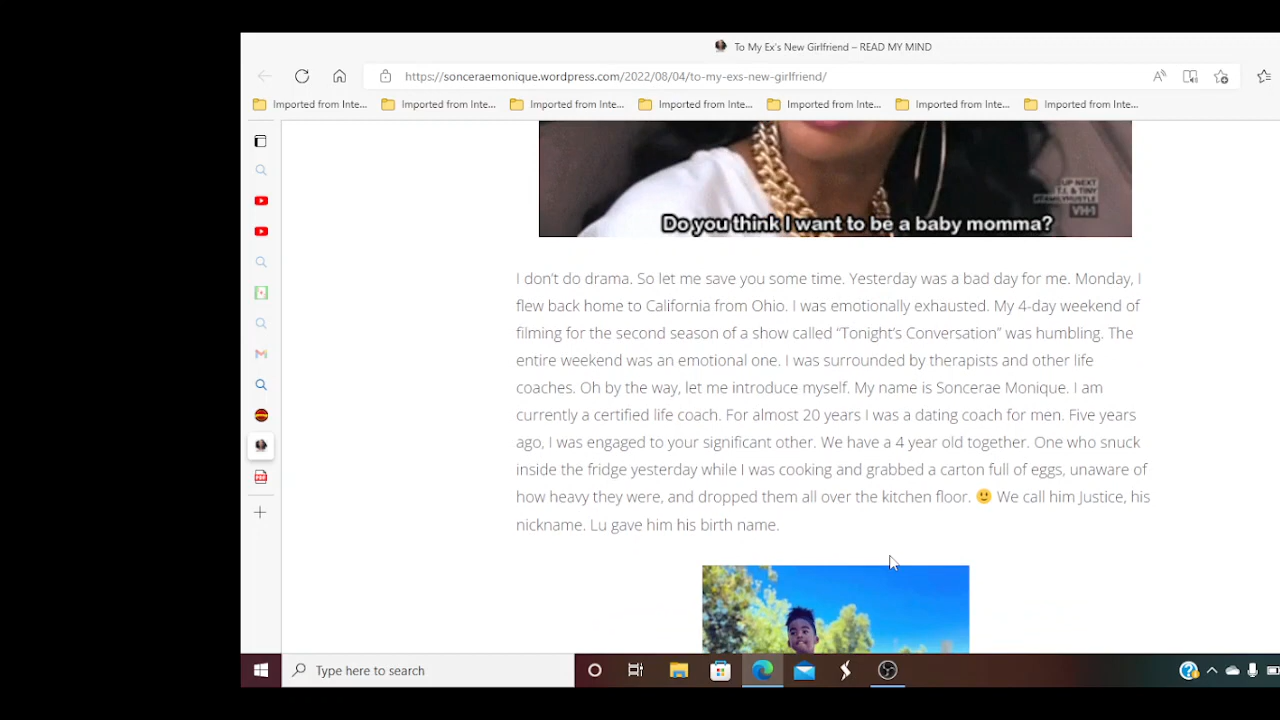 To My Ex's New Girlfriend – READ MY MIND
https://sonceraemonique.wordpress.com/2022/08/04/to-my-exs-new-girlfriend/
Imported from Inte... Imported from Inte... Imported from Inte... Imported from Inte... Imported from Inte... Imported from Inte... Imported from Inte...
UP NEXT
T.I. & TINY
#FAMILYHUSTLE
VH1
Do you think I want to be a baby momma?
I don't do drama. So let me save you some time. Yesterday was a bad day for me. Monday, I
flew back home to California from Ohio. I was emotionally exhausted. My 4-day weekend of
filming for the second season of a show called “Tonight's Conversation” was humbling. The
entire weekend was an emotional one. I was surrounded by therapists and other life
coaches. Oh by the way, let me introduce myself. My name is Soncerae Monique. I am
currently a certified life coach. For almost 20 years I was a dating coach for men. Five years
ago, I was engaged to your significant other. We have a 4 year old together. One who snuck
inside the fridge yesterday while I was cooking and grabbed a carton full of eggs, unaware of
how heavy they were, and dropped them all over the kitchen floor. 🙂 We call him Justice, his
nickname. Lu gave him his birth name.
Type here to search